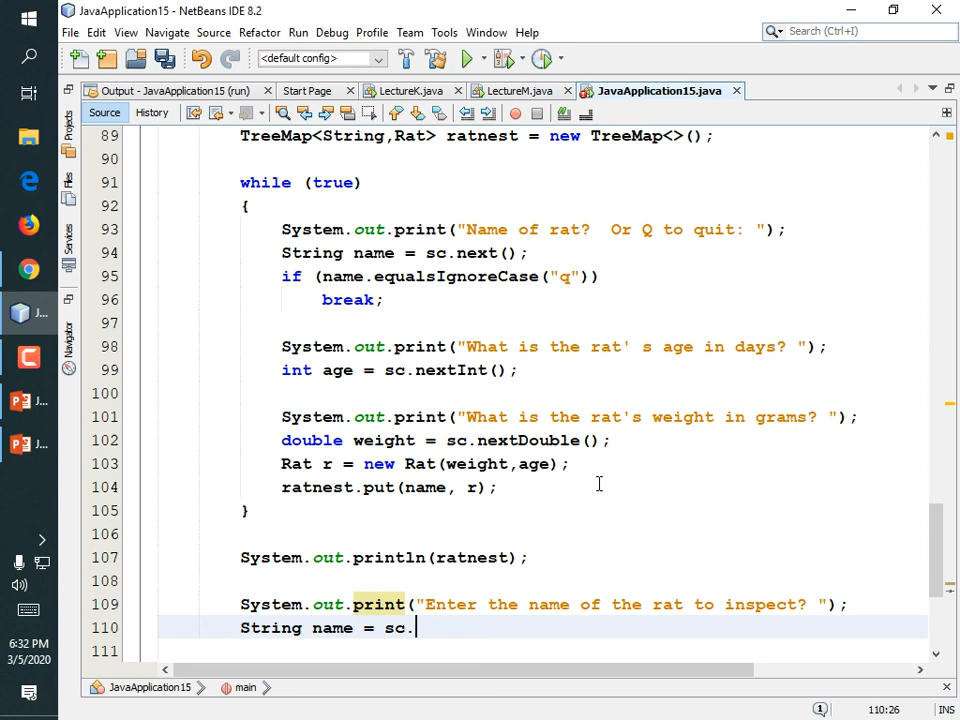 JavaApplication15 - NetBeans IDE 8.2
File Edit View Navigate Source Refactor Run Debug Profile Team Tools Window Help
Search (Ctrl+I)
<default config>
Output - JavaApplication15 (run) Start Page LectureK.java LectureM.java JavaApplication15.java
Source History
Projects
Files
Services
Navigator
89 TreeMap<String,Rat> ratnest = new TreeMap<>();
90
91 while (true)
92 {
93 System.out.print("Name of rat?  Or Q to quit: ");
94 String name = sc.next();
95 if (name.equalsIgnoreCase("q"))
96 break;
97
98 System.out.print("What is the rat' s age in days? ");
99 int age = sc.nextInt();
100
101 System.out.print("What is the rat's weight in grams? ");
102 double weight = sc.nextDouble();
103 Rat r = new Rat(weight,age);
104 ratnest.put(name, r);
105 }
106
107 System.out.println(ratnest);
108
109 System.out.print("Enter the name of the rat to inspect? ");
110 String name = sc.
111
J...
J...
J...
6:32 PM
3/5/2020
JavaApplication15 main
1 110:26 INS